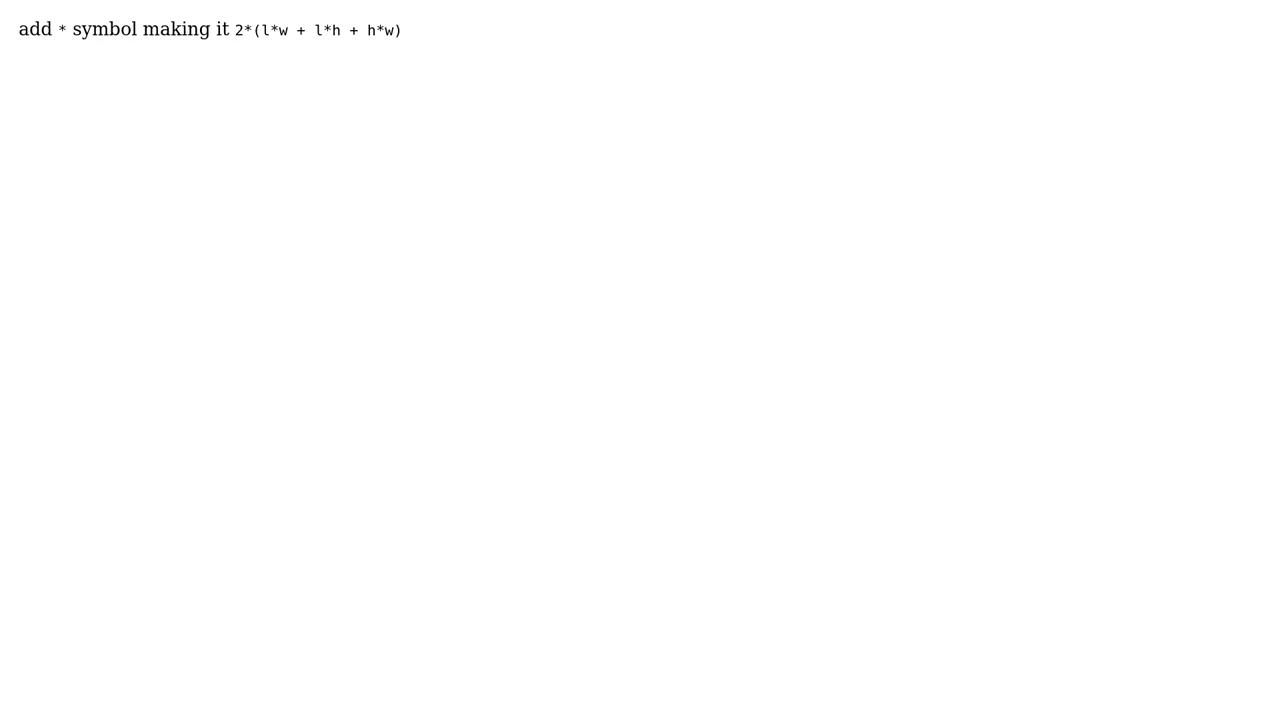 add * symbol making it 2*(l*w + l*h + h*w)